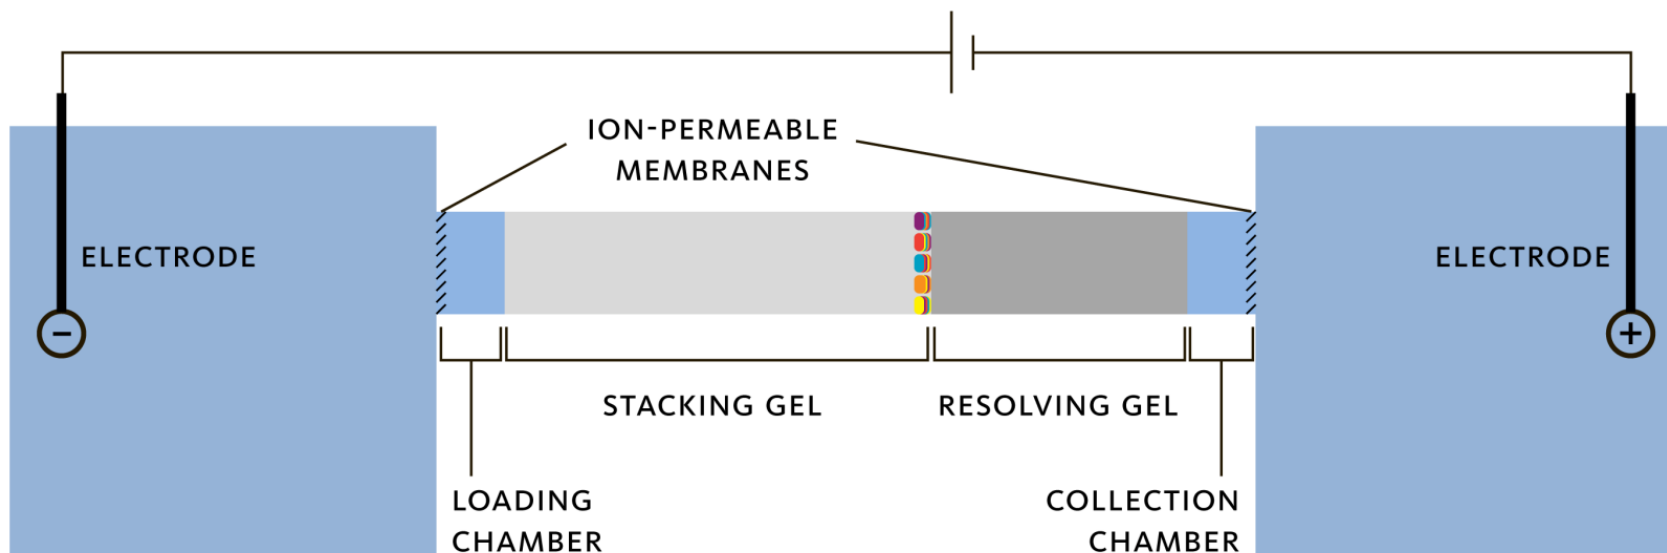 ION-PERMEABLE
MEMBRANES
ELECTRODE
ELECTRODE
−
+
STACKING GEL
RESOLVING GEL
LOADING
CHAMBER
COLLECTION
CHAMBER